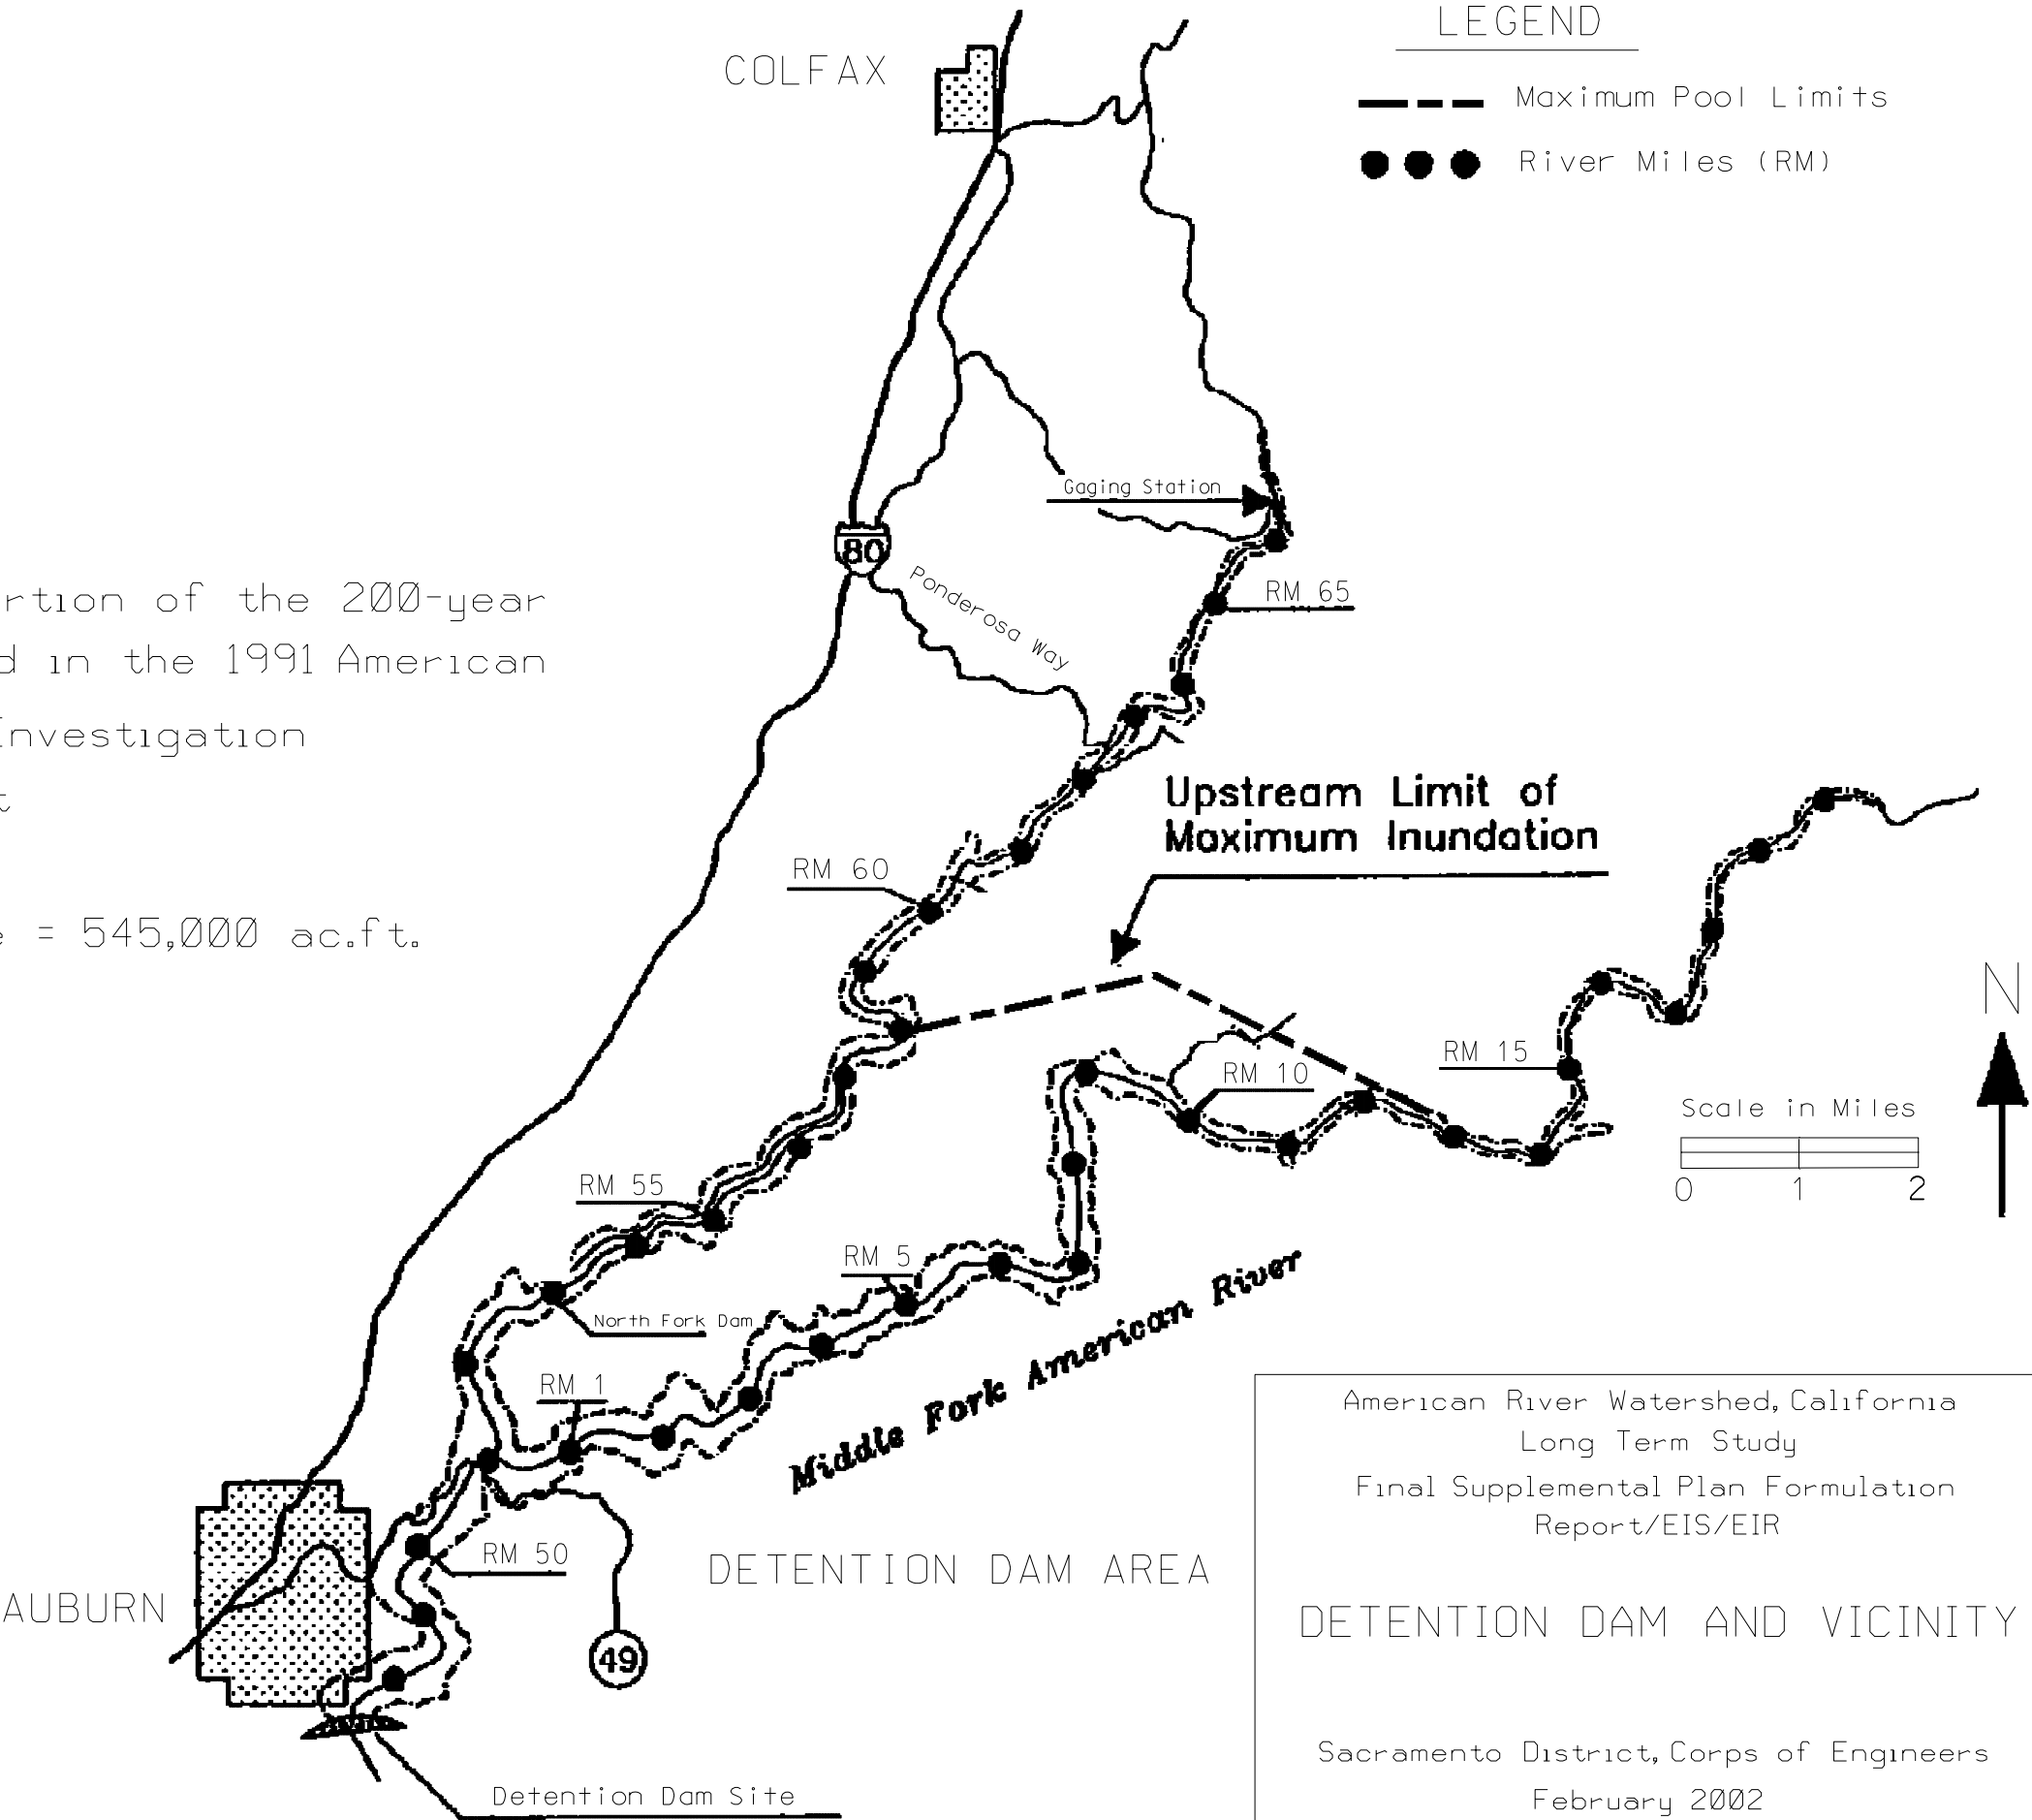 COLFAX
LEGEND
Maximum Pool Limits
River Miles (RM)
Gaging Station
80
Ponderosa Way
RM 65
rtion of the 200-year
d in the 1991 American
Investigation
t
e = 545,000 ac.ft.
Upstream Limit of
Maximum Inundation
RM 60
N
RM 15
RM 10
Scale in Miles
0 1 2
RM 55
RM 5
North Fork Dam
Middle Fork American River
RM 1
RM 50
AUBURN
49
DETENTION DAM AREA
Detention Dam Site
American River Watershed, California
Long Term Study
Final Supplemental Plan Formulation
Report/EIS/EIR
DETENTION DAM AND VICINITY
Sacramento District, Corps of Engineers
February 2002